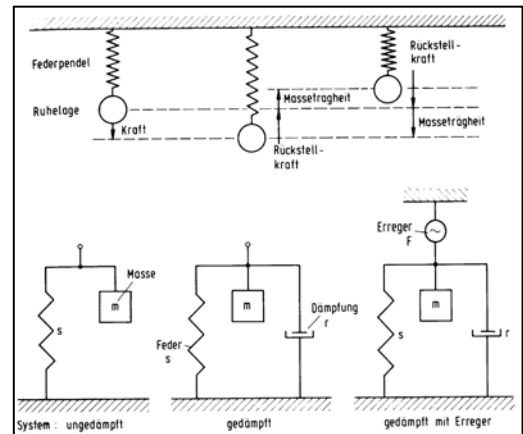 Federpendel
Ruhelage
Kraft
Masseträgheit
Rückstell-
kraft
Rückstell-
kraft
Masseträgheit
Masse
m
s
System : ungedämpft
Feder
s
m
Dämpfung
r
gedämpft
Erreger
F
~
s
m
r
gedämpft mit Erreger